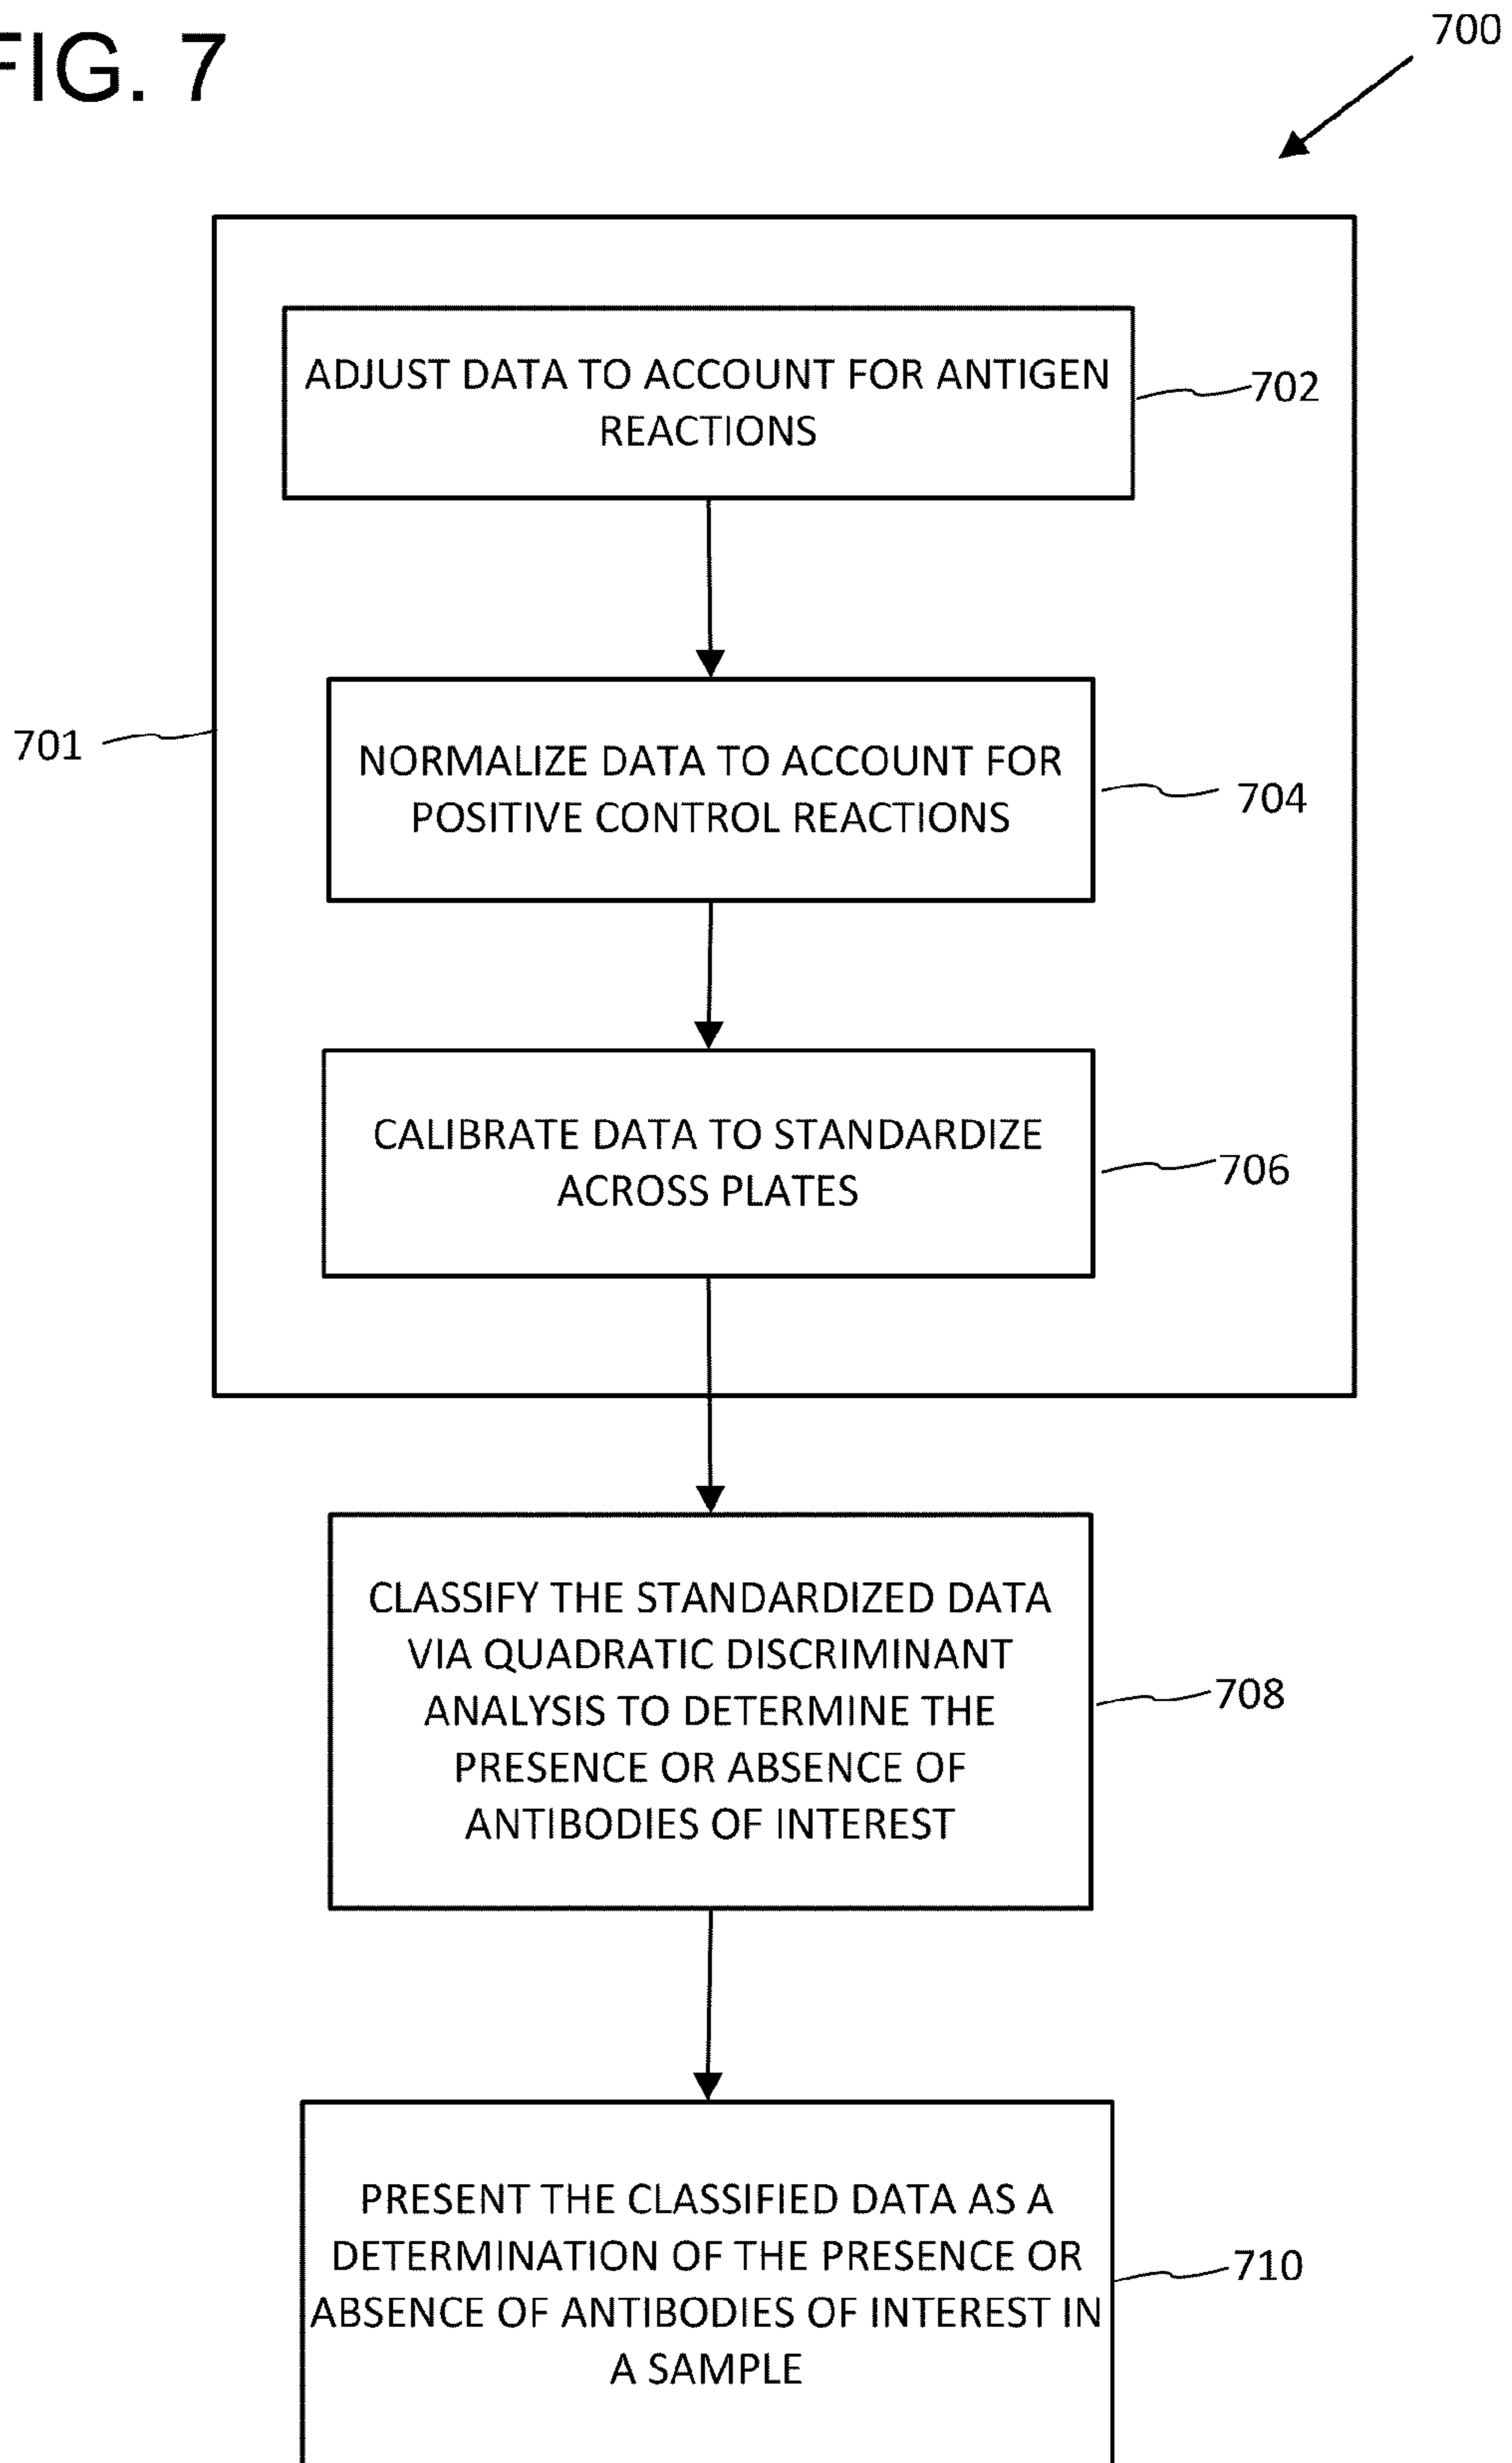 FIG. 7
700
ADJUST DATA TO ACCOUNT FOR ANTIGEN
REACTIONS
702
701
NORMALIZE DATA TO ACCOUNT FOR
POSITIVE CONTROL REACTIONS
704
CALIBRATE DATA TO STANDARDIZE
ACROSS PLATES
706
CLASSIFY THE STANDARDIZED DATA
VIA QUADRATIC DISCRIMINANT
ANALYSIS TO DETERMINE THE
PRESENCE OR ABSENCE OF
ANTIBODIES OF INTEREST
708
PRESENT THE CLASSIFIED DATA AS A
DETERMINATION OF THE PRESENCE OR
ABSENCE OF ANTIBODIES OF INTEREST IN
A SAMPLE
710